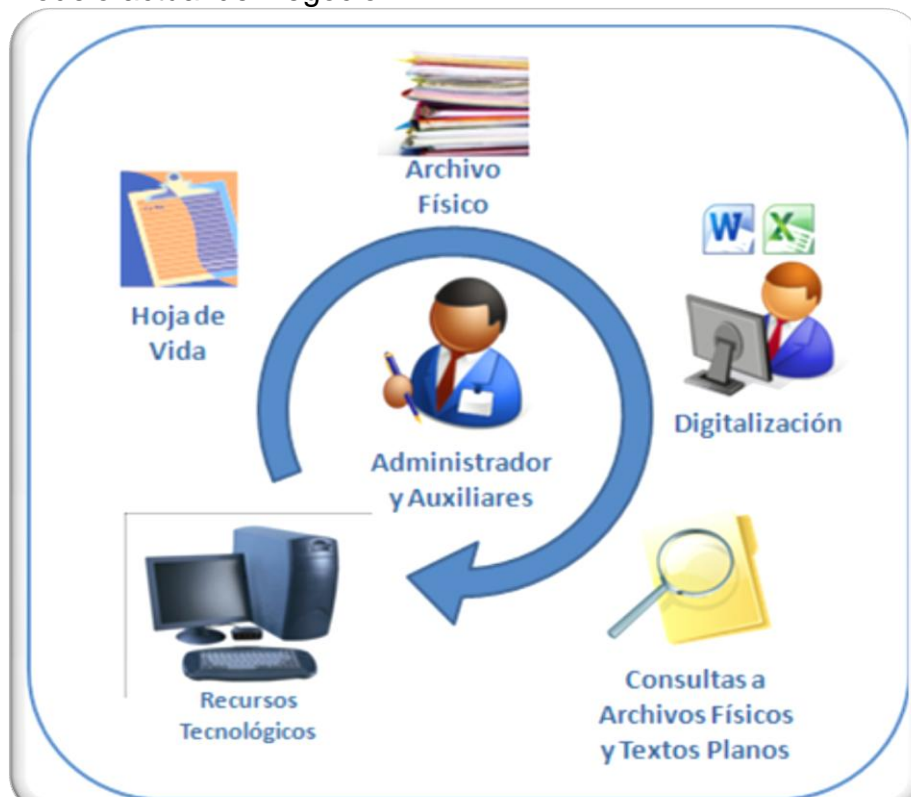 Archivo
Físico
Hoja de
Vida
W X
Administrador
y Auxiliares
Digitalización
Recursos
Tecnológicos
Consultas a
Archivos Físicos
y Textos Planos